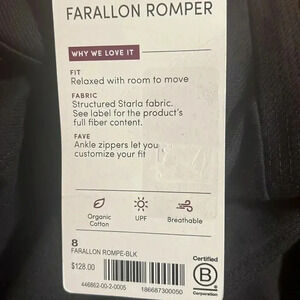 FARALLON ROMPER
WHY WE LOVE IT
FIT
Relaxed with room to move
FABRIC
Structured Starla fabric.
See label for the product's
full fiber content.
FAVE
Ankle zippers let you
customize your fit
Organic
Cotton
UPF
Breathable
8
FARALLON ROMPE-BLK
$128.00
446862-00-2-0005
186687300050
Certified
B
Corporation